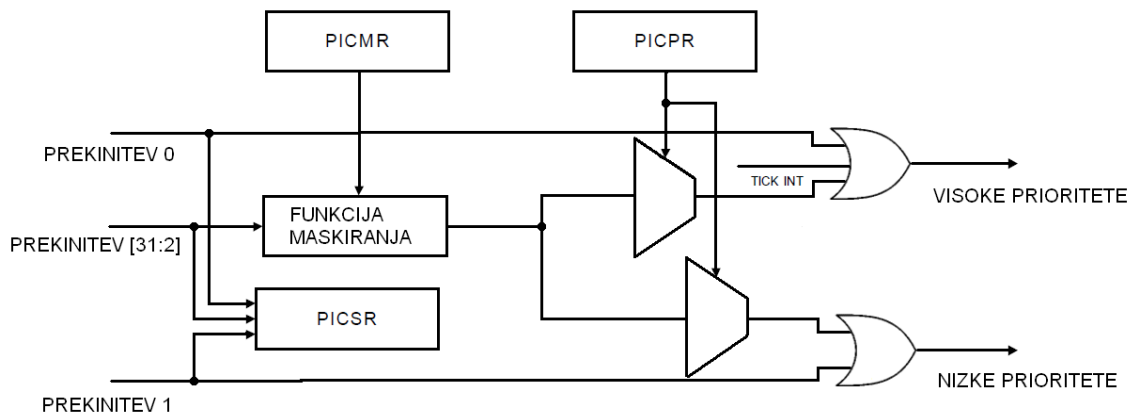 PICMR
PICPR
PREKINITEV 0
TICK INT
VISOKE PRIORITETE
FUNKCIJA
MASKIRANJA
PREKINITEV [31:2]
PICSR
NIZKE PRIORITETE
PREKINITEV 1